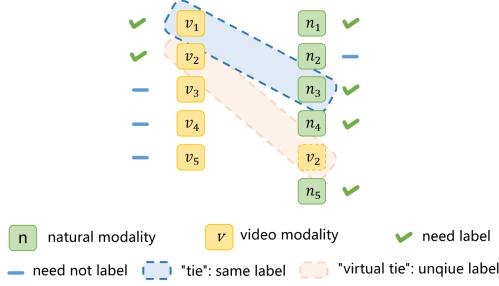 v₁ n₁
v₂ n₂
v₃ n₃
v₄ n₄
v₅ v₂
n₅
n natural modality v video modality need label
need not label "tie": same label "virtual tie": unqiue label